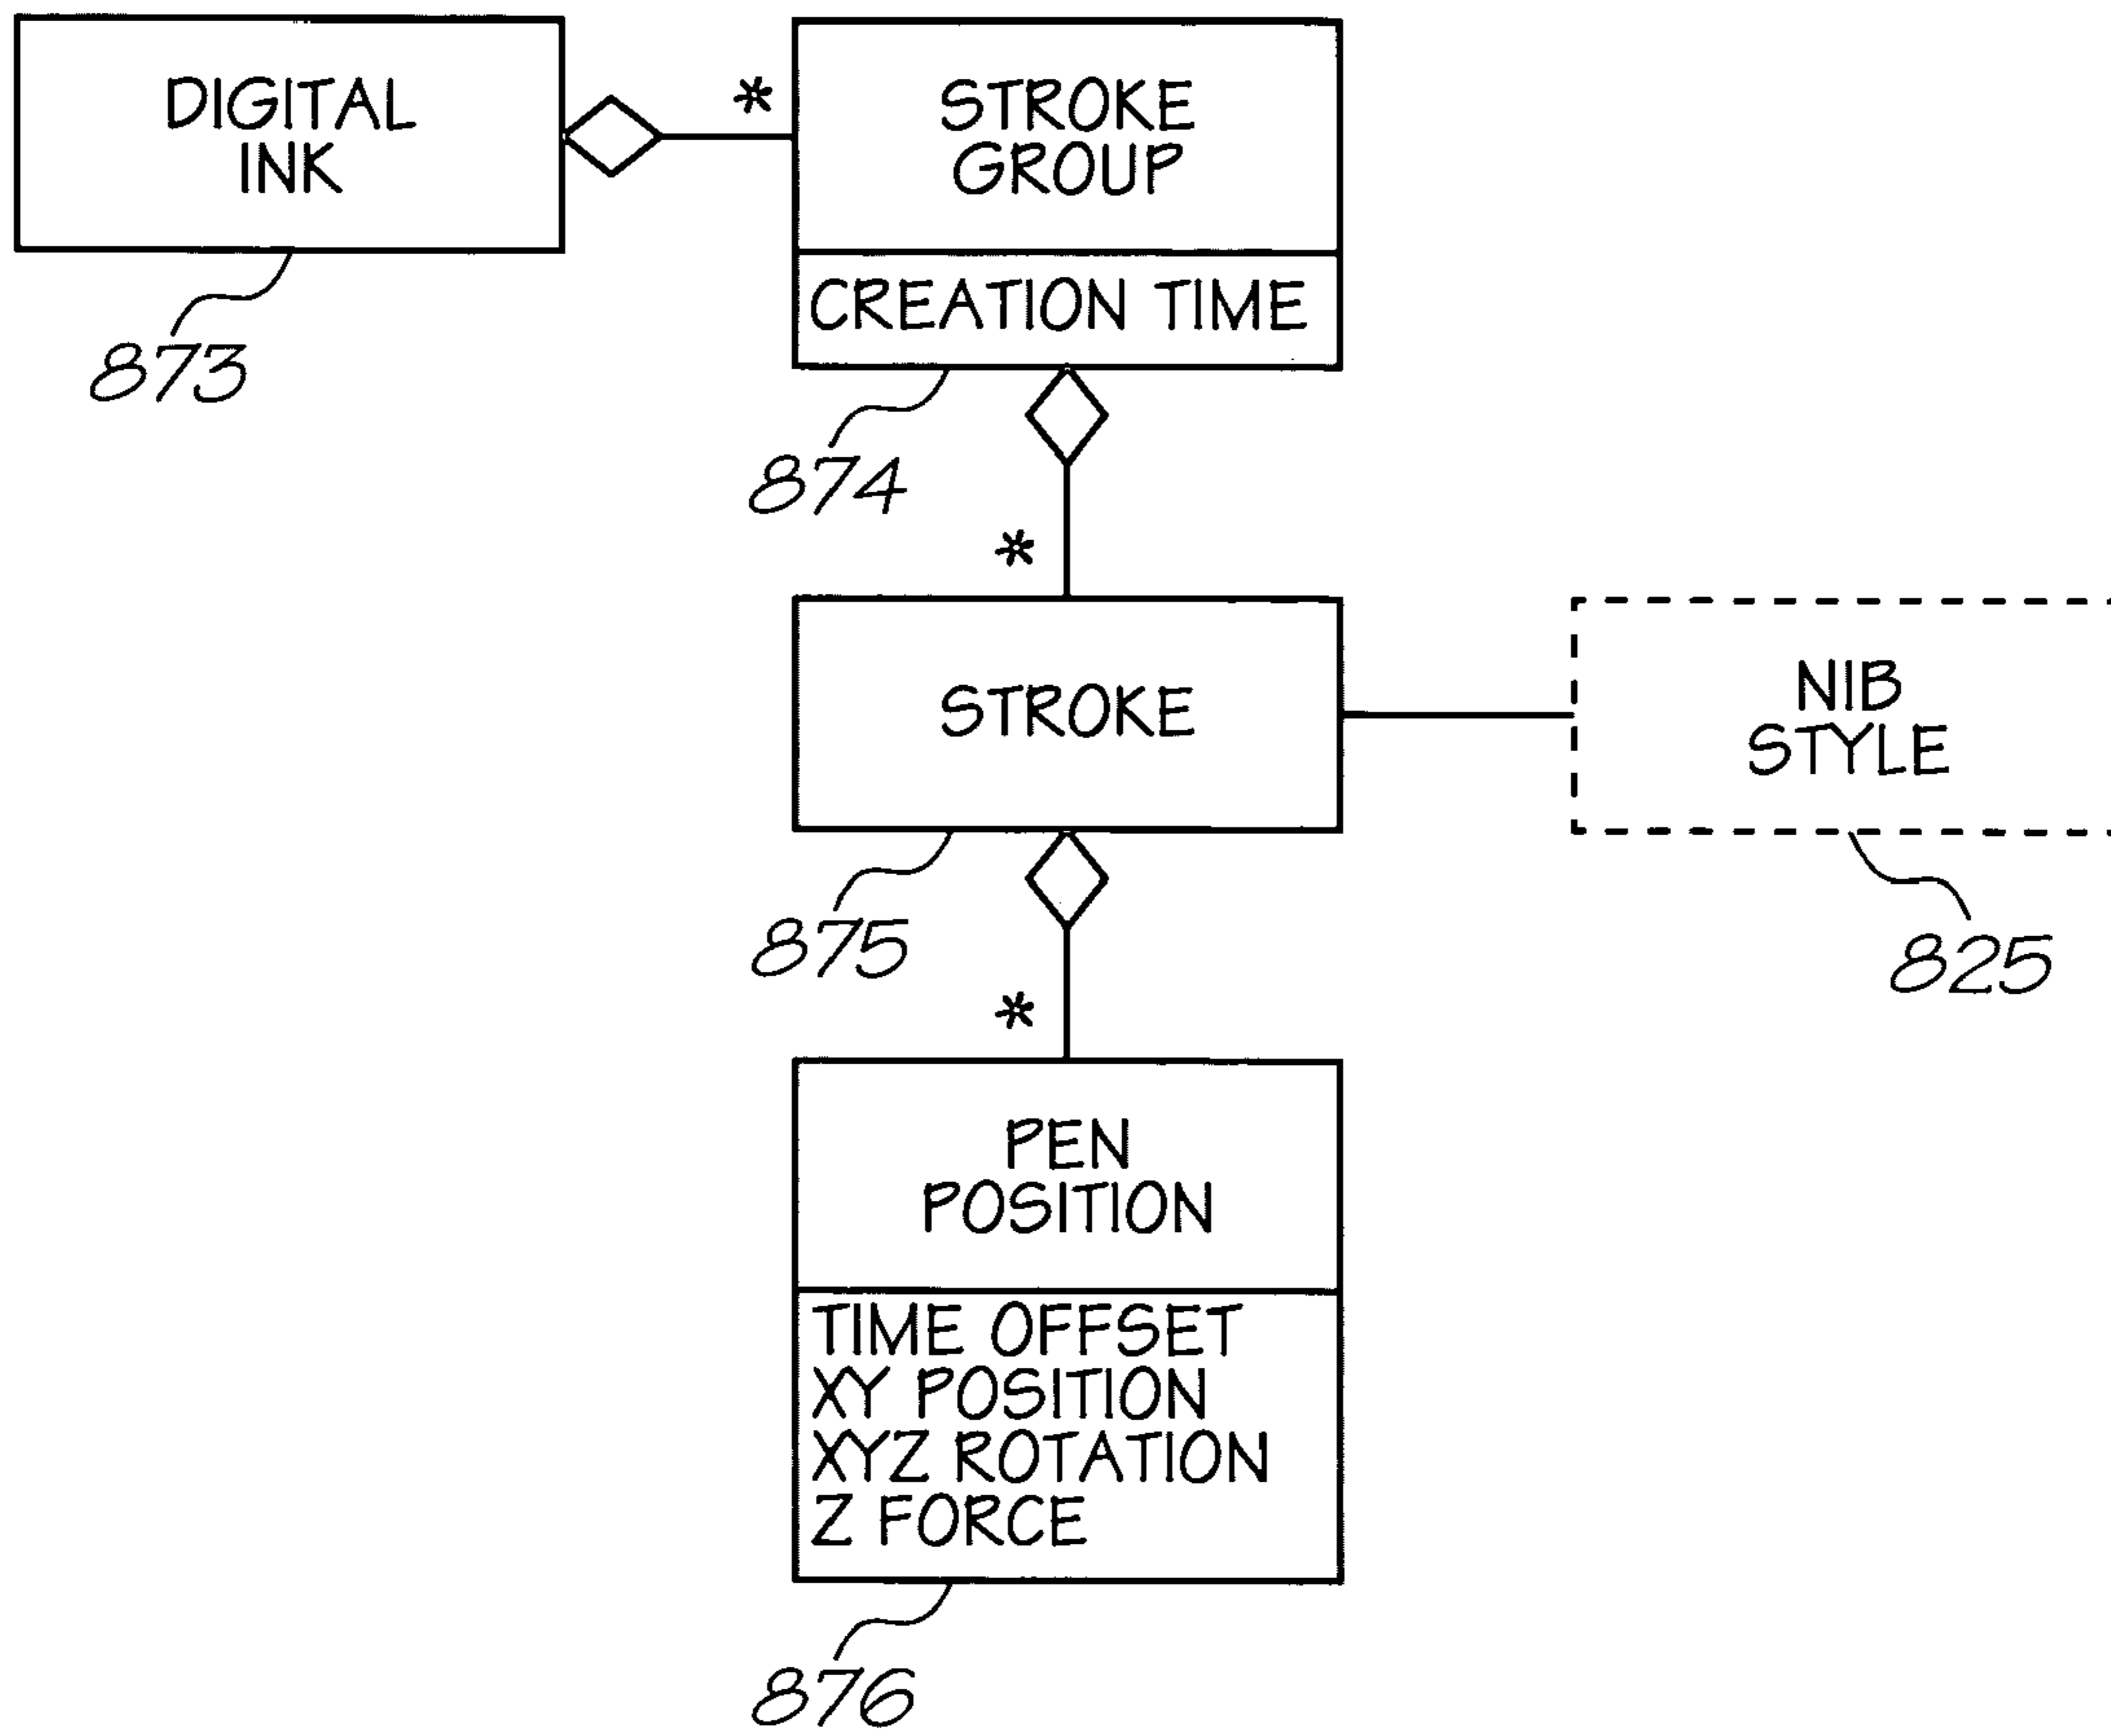 DIGITAL
INK
*
STROKE
GROUP
CREATION TIME
873
874
*
STROKE
NIB
STYLE
875
825
*
PEN
POSITION
TIME OFFSET
XY POSITION
XYZ ROTATION
Z FORCE
876